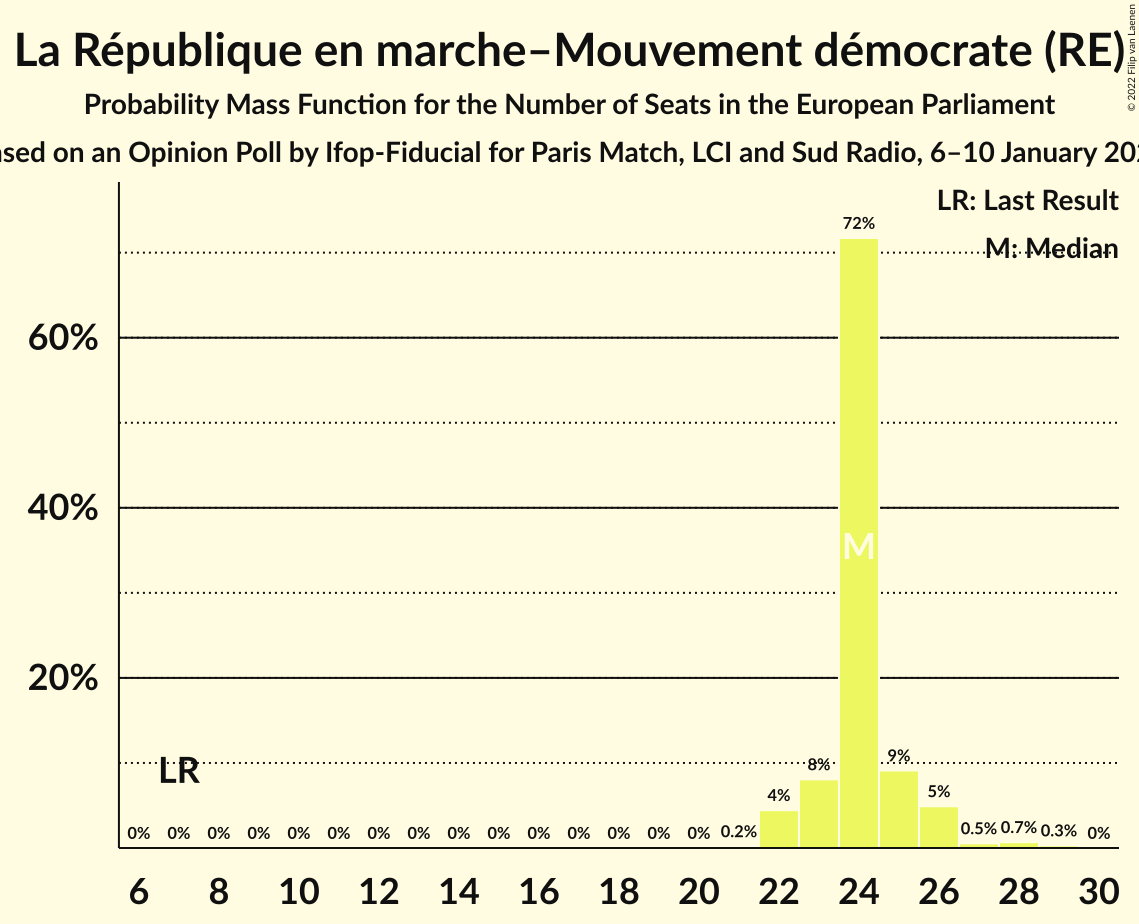 La République en marche–Mouvement démocrate (RE)
© 2022 Filip van Laenen
Probability Mass Function for the Number of Seats in the European Parliament
on an Opinion Poll by Ifop-Fiducial for Paris Match, LCI and Sud Radio, 6–10 January
LR: Last Result
M: Median
72%
60%
40%
M
20%
LR
0% 0% 0% 0% 0% 0% 0% 0% 0% 0% 0% 0% 0% 0% 0% 0.2% 4% 8% 9% 5% 0.5% 0.7% 0.3% 0%
6 8 10 12 14 16 18 20 22 24 26 28 30